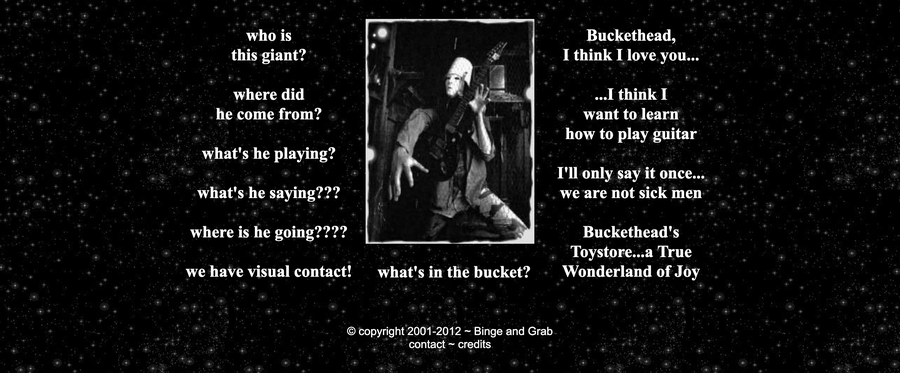 who is
this giant?
where did
he come from?
what's he playing?
what's he saying???
where is he going????
we have visual contact!
what's in the bucket?
Buckethead,
I think I love you...
...I think I
want to learn
how to play guitar
I'll only say it once...
we are not sick men
Buckethead's
Toystore...a True
Wonderland of Joy
© copyright 2001-2012 ~ Binge and Grab
contact ~ credits